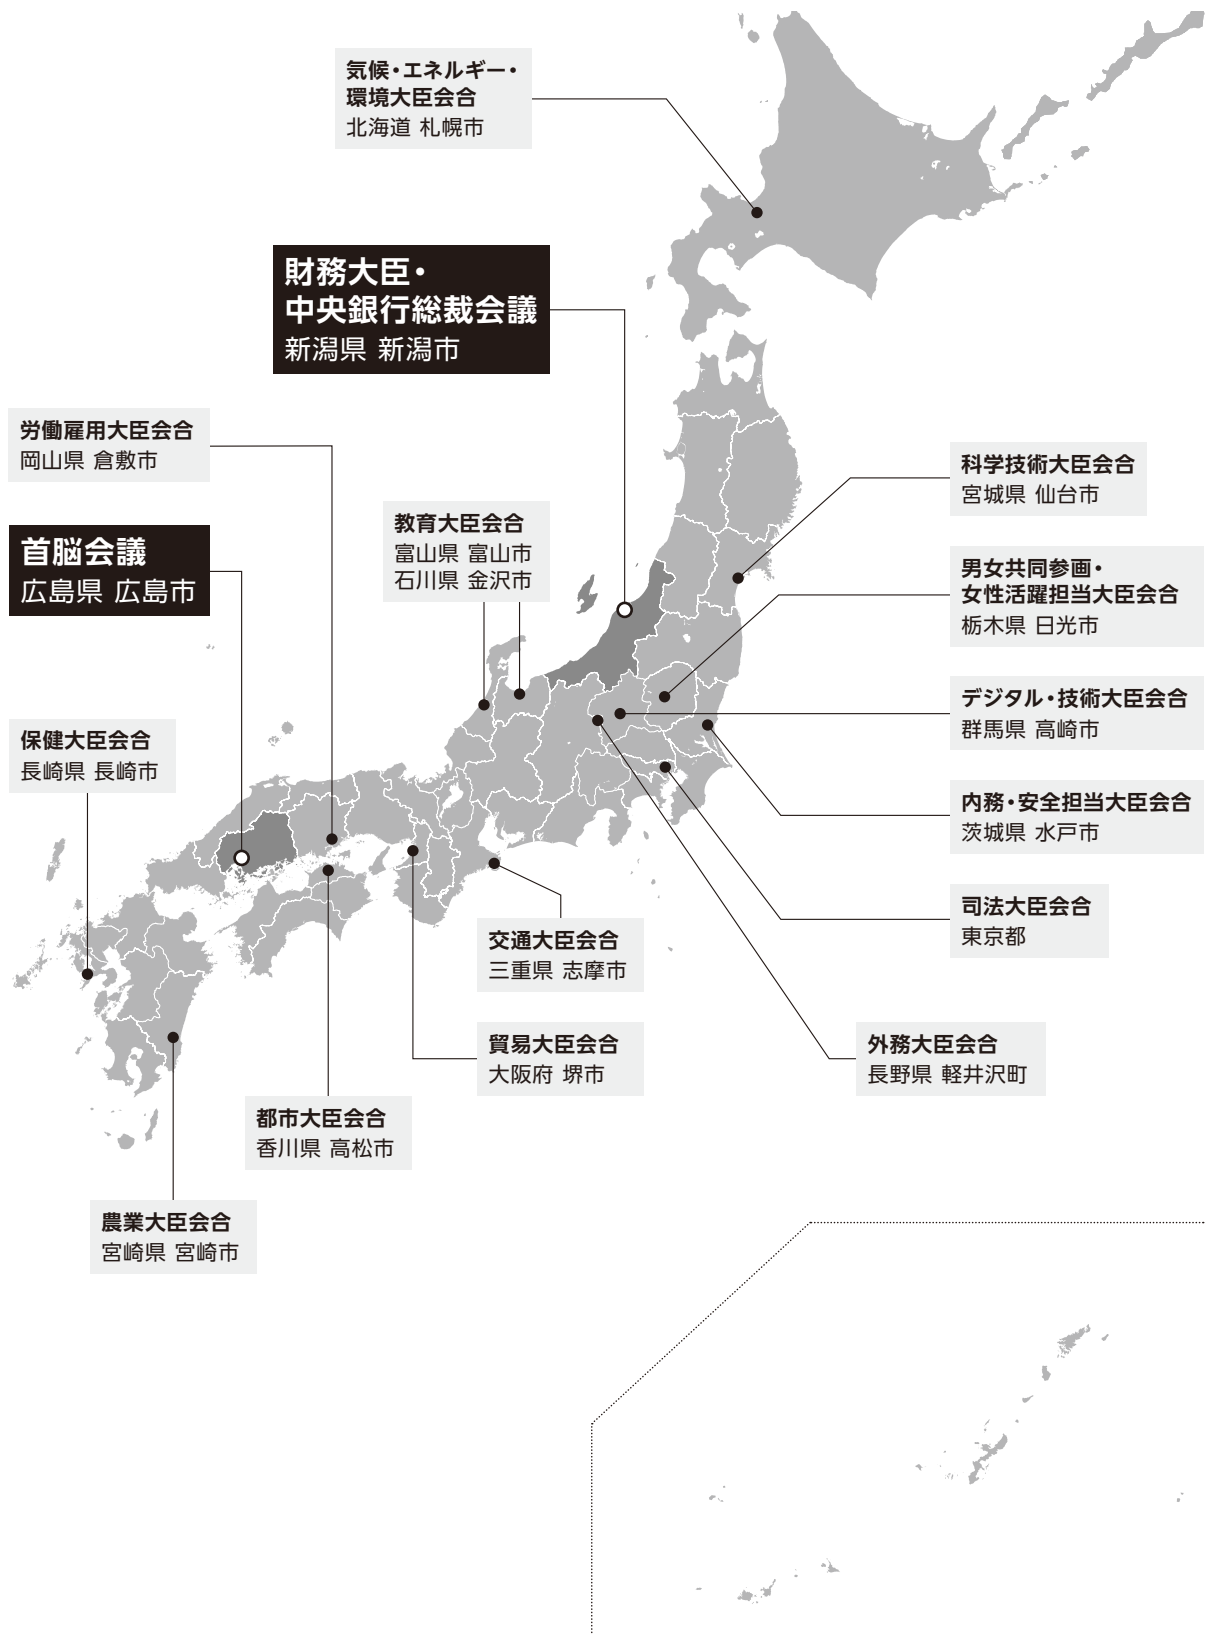 気候・エネルギー・
環境大臣会合
北海道 札幌市
財務大臣・
中央銀行総裁会議
新潟県 新潟市
労働雇用大臣会合
岡山県 倉敷市
首脳会議
広島県 広島市
教育大臣会合
富山県 富山市
石川県 金沢市
科学技術大臣会合
宮城県 仙台市
男女共同参画・
女性活躍担当大臣会合
栃木県 日光市
デジタル・技術大臣会合
群馬県 高崎市
保健大臣会合
長崎県 長崎市
内務・安全担当大臣会合
茨城県 水戸市
司法大臣会合
東京都
交通大臣会合
三重県 志摩市
貿易大臣会合
大阪府 堺市
外務大臣会合
長野県 軽井沢町
都市大臣会合
香川県 高松市
農業大臣会合
宮崎県 宮崎市